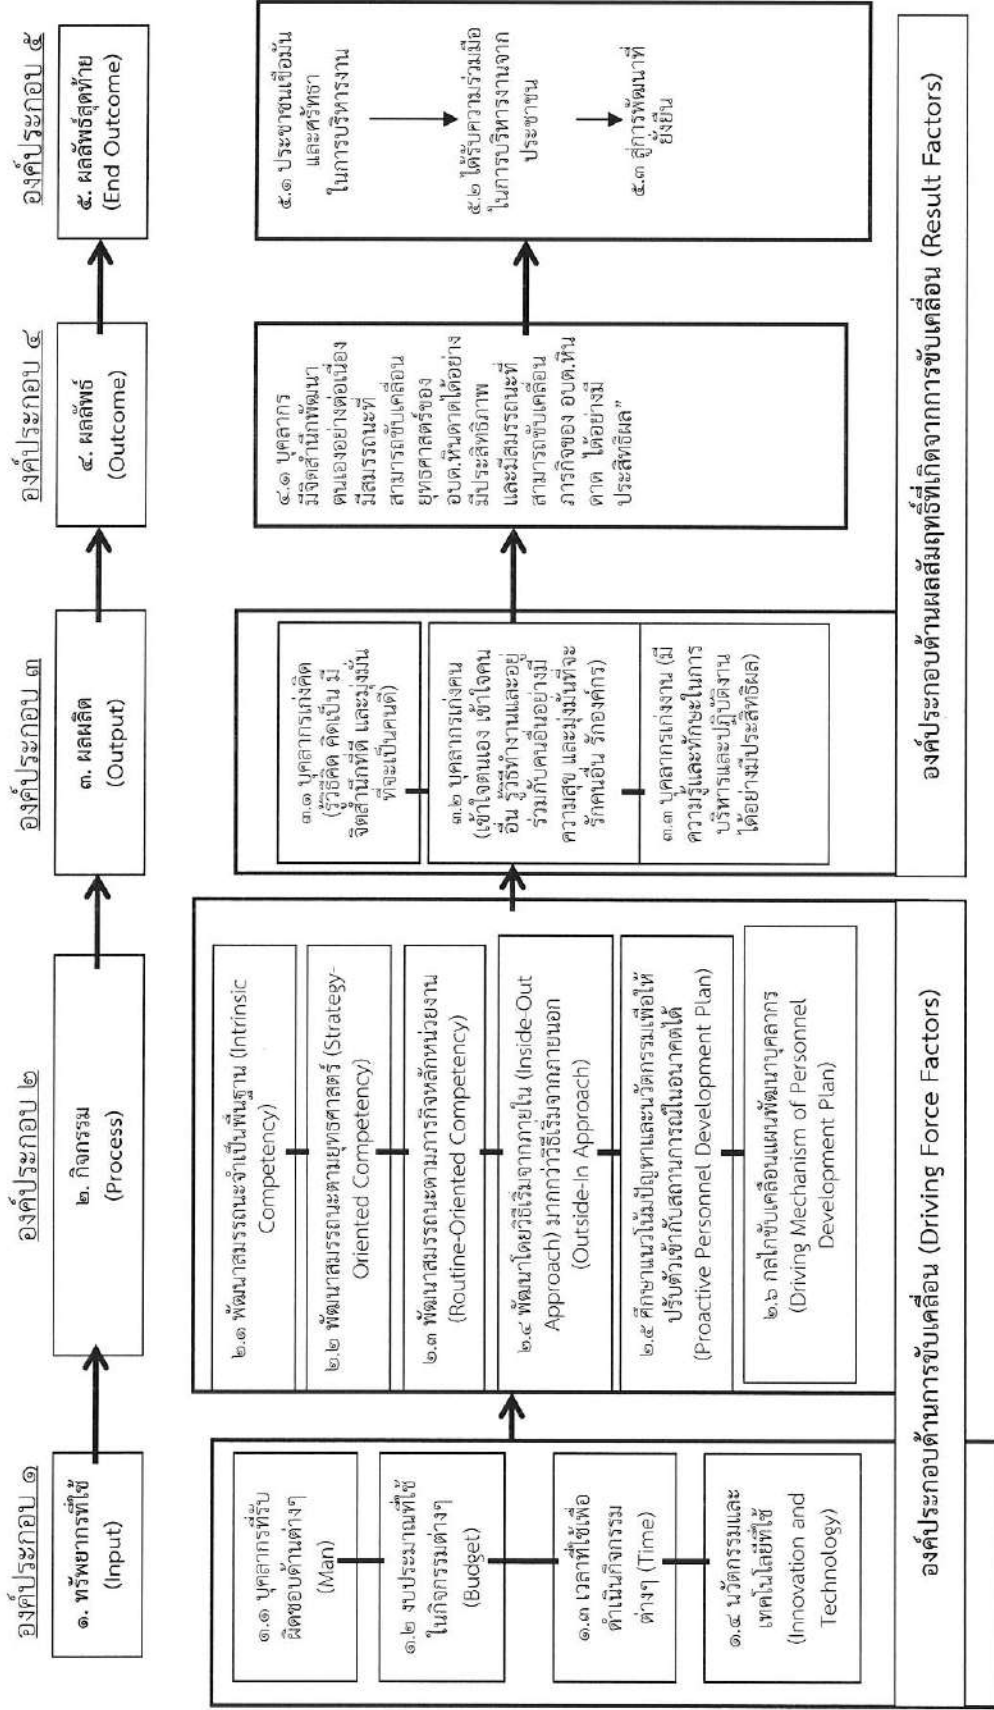 องค์ประกอบ ๑
๑. ทรัพยากรที่ใช้
(Input)
๑.๑ บุคลากรที่รับ
ผิดชอบด้านต่างๆ
(Man)
๑.๒ งบประมาณที่ใช้
ในกิจกรรมต่างๆ
(Budget)
๑.๓ เวลาที่ใช้เพื่อ
ดำเนินกิจกรรม
ต่างๆ (Time)
๑.๔ นวัตกรรมและ
เทคโนโลยีที่ใช้
(Innovation and
Technology)
องค์ประกอบ ๒
๒. กิจกรรม
(Process)
๒.๑ พัฒนาสมรรถนะจำเป็นพื้นฐาน (Intrinsic
Competency)
๒.๒ พัฒนาสมรรถนะตามยุทธศาสตร์ (Strategy-
Oriented Competency)
๒.๓ พัฒนาสมรรถนะตามภารกิจหลักหน่วยงาน
(Routine-Oriented Competency)
๒.๔ พัฒนาโดยวิธีเริ่มจากภายใน (Inside-Out
Approach) มากกว่าวิธีเริ่มจากภายนอก
(Outside-In Approach)
๒.๕ ศึกษาแนวโน้มปัญหาและนวัตกรรมเพื่อให้
ปรับตัวเข้ากับสถานการณ์ในอนาคตได้
(Proactive Personnel Development Plan)
๒.๖ กลไกขับเคลื่อนแผนพัฒนาบุคลากร
(Driving Mechanism of Personnel
Development Plan)
องค์ประกอบด้านการขับเคลื่อน (Driving Force Factors)
องค์ประกอบ ๓
๓. ผลผลิต
(Output)
๓.๑ บุคลากรเก่งคิด
(รู้วิธีคิด คิดเป็น มี
จิตสำนึกที่ดี และมุ่งมั่น
ที่จะเป็นคนดี)
๓.๒ บุคลากรเก่งคน
(เข้าใจตนเอง เข้าใจคน
อื่น รู้วิธีทำงานและอยู่
ร่วมกับคนอื่นอย่างมี
ความสุข และมุ่งมั่นที่จะ
รักคนอื่น รักองค์กร)
๓.๓ บุคลากรเก่งงาน (มี
ความรู้และทักษะในการ
บริหารและปฏิบัติงาน
ได้อย่างมีประสิทธิผล)
องค์ประกอบ ๔
๔. ผลลัพธ์
(Outcome)
๔.๑ บุคลากร
มีจิตสำนึกพัฒนา
ตนเองอย่างต่อเนื่อง
มีสมรรถนะที่
สามารถขับเคลื่อน
ยุทธศาสตร์ของ
อบต.หินดาดได้อย่าง
มีประสิทธิภาพ
และมีสมรรถนะที่
สามารถขับเคลื่อน
ภารกิจของ อบต.หิน
ดาด ได้อย่างมี
ประสิทธิผล”
องค์ประกอบ ๕
๕. ผลลัพธ์สุดท้าย
(End Outcome)
๕.๑ ประชาชนเชื่อมั่น
และศรัทธา
ในการบริหารงาน
๕.๒ ได้รับความร่วมมือ
ในการบริหารงานจาก
ประชาชน
๕.๓ สู่การพัฒนาที่
ยั่งยืน
องค์ประกอบด้านผลสัมฤทธิ์ที่เกิดจากการขับเคลื่อน (Result Factors)